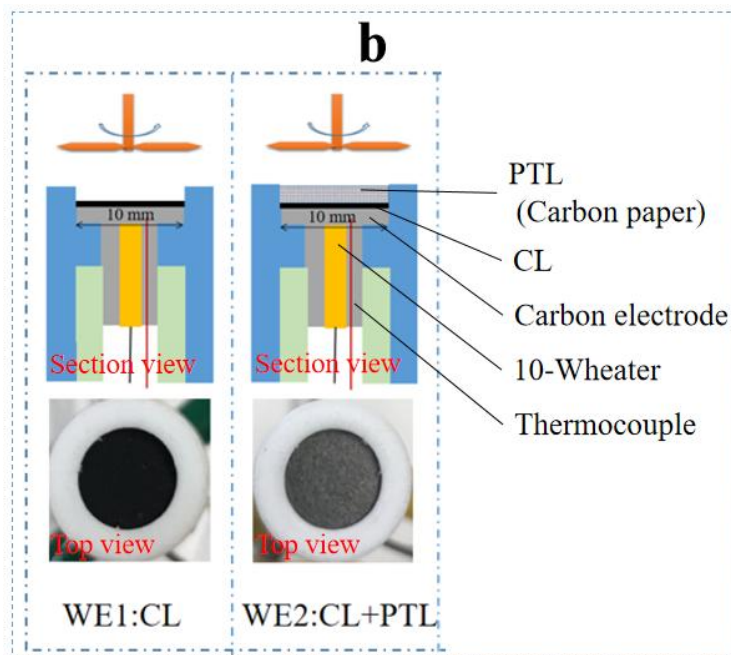 b
10 mm
10 mm
PTL
(Carbon paper)
CL
Carbon electrode
10-Wheater
Thermocouple
Section view
Section view
Top view
Top view
WE1:CL
WE2:CL+PTL